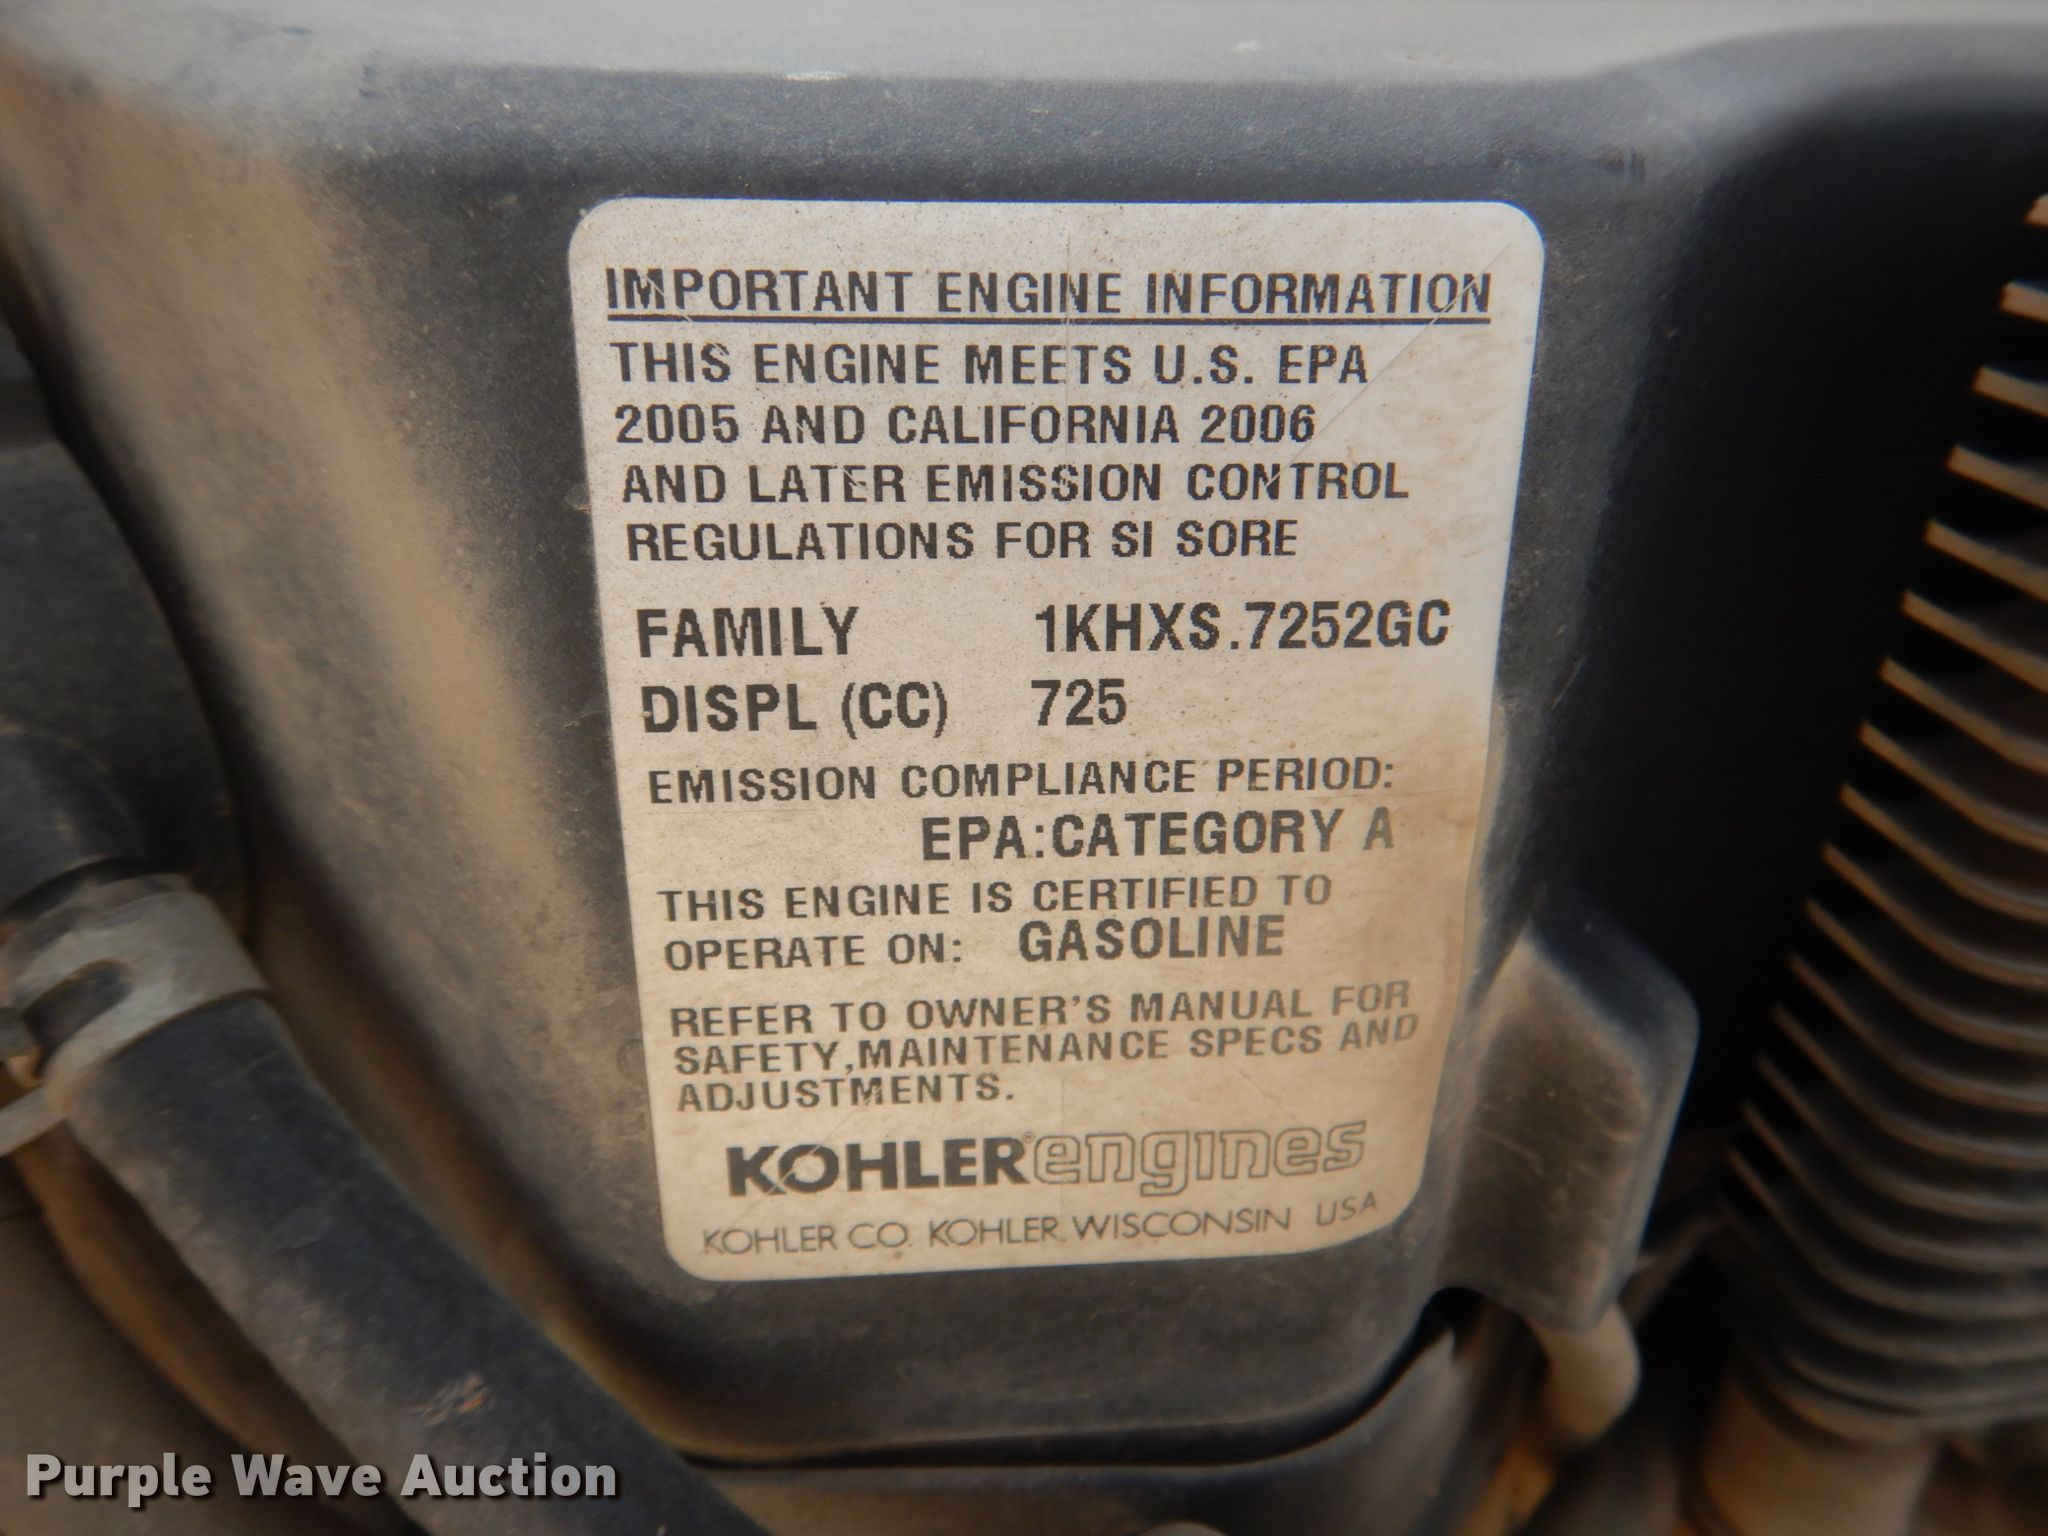 IMPORTANT ENGINE INFORMATION
THIS ENGINE MEETS U.S. EPA
2005 AND CALIFORNIA 2006
AND LATER EMISSION CONTROL
REGULATIONS FOR SI SORE
FAMILY 1KHXS.7252GC
DISPL (CC) 725
EMISSION COMPLIANCE PERIOD:
EPA:CATEGORY A
THIS ENGINE IS CERTIFIED TO
OPERATE ON: GASOLINE
REFER TO OWNER'S MANUAL FOR
SAFETY,MAINTENANCE SPECS AND
ADJUSTMENTS.
KOHLER® engines
KOHLER CO. KOHLER, WISCONSIN USA
Purple Wave Auction